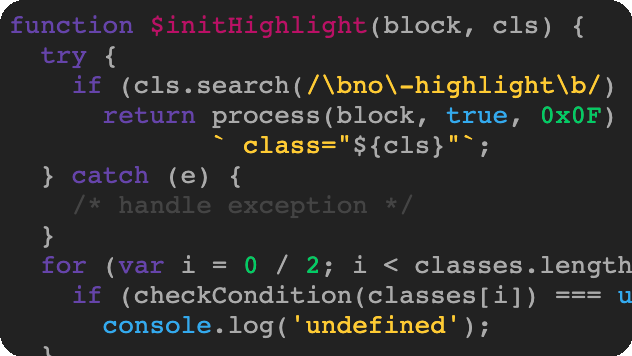 function $initHighlight(block, cls) {
  try {
    if (cls.search(/\bno\-highlight\b/)
      return process(block, true, 0x0F)
             ` class="${cls}"`;
  } catch (e) {
    /* handle exception */
  }
  for (var i = 0 / 2; i < classes.length
    if (checkCondition(classes[i]) === u
      console.log('undefined');
  }